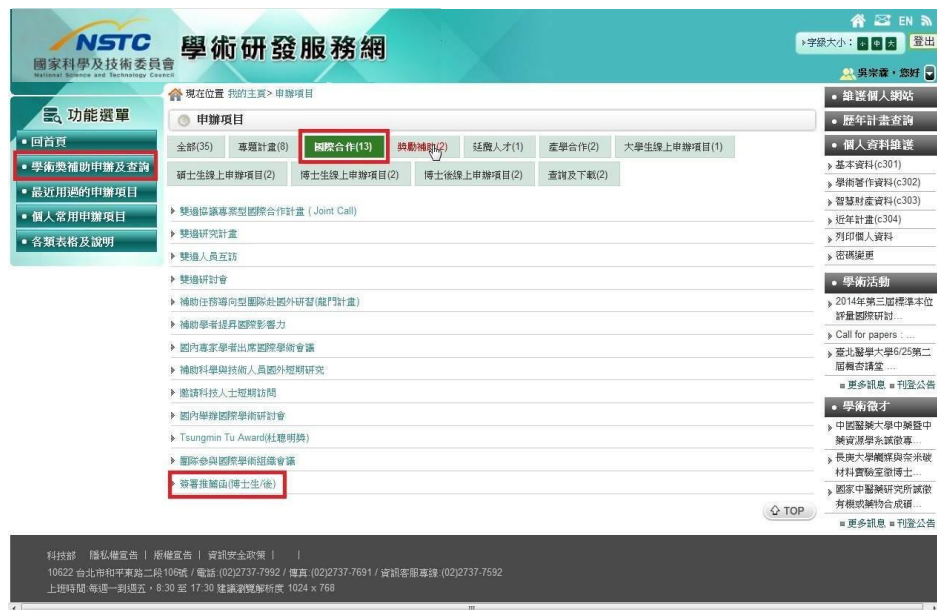 EN
NSTC
國家科學及技術委員會
National Science and Technology Council
學術研發服務網
字級大小：小 中 大 登出
吳宗霖，您好
功能選單
回首頁
學術獎補助申辦及查詢
最近用過的申辦項目
個人常用申辦項目
各類表格及說明
現在位置 我的主頁> 申辦項目
申辦項目
全部(35) 專題計畫(8) 國際合作(13) 獎勵補助(2) 延攬人才(1) 產學合作(2) 大學生線上申辦項目(1)
碩士生線上申辦項目(2) 博士生線上申辦項目(2) 博士後線上申辦項目(2) 查詢及下載(2)
雙邊協議專案型國際合作計畫 ( Joint Call)
雙邊研究計畫
雙邊人員互訪
雙邊研討會
補助任務導向型團隊赴國外研習(龍門計畫)
補助學者提昇國際影響力
國內專家學者出席國際學術會議
補助科學與技術人員國外短期研究
邀請科技人士短期訪問
國內舉辦國際學術研討會
Tsungmin Tu Award(杜聰明獎)
團隊參與國際學術組織會議
簽署推薦函(博士生/後)
TOP
維護個人網站
歷年計畫查詢
個人資料維護
基本資料(c301)
學術著作資料(c302)
智慧財產資料(c303)
近年計畫(c304)
列印個人資料
密碼變更
學術活動
2014年第三屆標準本位
評量國際研討...
Call for papers：...
臺北醫學大學6/25第二
屆楓杏講堂 ...
更多訊息 刊登公告
學術徵才
中國醫藥大學中藥暨中
藥資源學系誠徵專...
長庚大學觸媒與奈米碳
材料實驗室徵博士...
國家中醫藥研究所誠徵
有機或藥物合成碩...
更多訊息 刊登公告
科技部 隱私權宣告 | 版權宣告 | 資訊安全政策 | |
10622 台北市和平東路二段106號 / 電話:(02)2737-7992 / 傳真:(02)2737-7691 / 資訊客服專線:(02)2737-7592
上班時間:每週一到週五，8:30 至 17:30 建議瀏覽解析度 1024 x 768